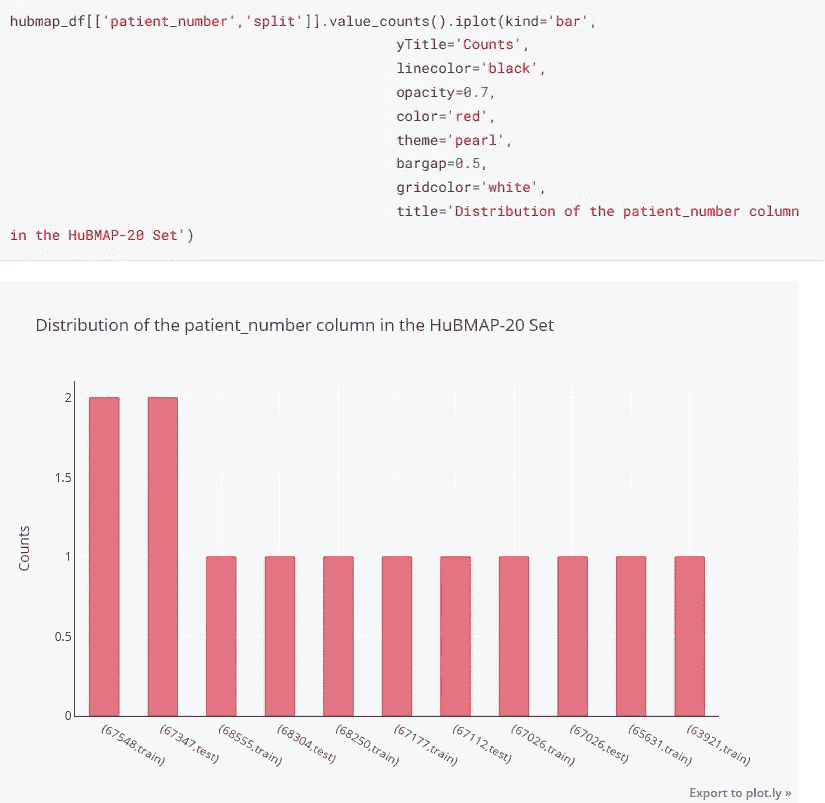 hubmap_df[['patient_number','split']].value_counts().iplot(kind='bar',
yTitle='Counts',
linecolor='black',
opacity=0.7,
color='red',
theme='pearl',
bargap=0.5,
gridcolor='white',
title='Distribution of the patient_number column
in the HuBMAP-20 Set')
Distribution of the patient_number column in the HuBMAP-20 Set
2
1.5
1
0.5
0
Counts
(67548,train)
(67347,test)
(68555,train)
(68304,test)
(68250,train)
(67177,train)
(67112,test)
(67026,train)
(67026,test)
(65631,train)
(63921,train)
Export to plot.ly »